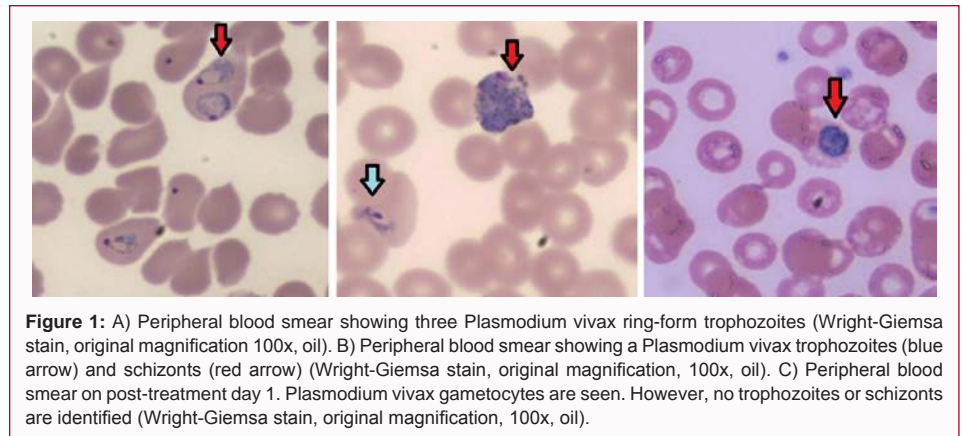 Figure 1: A) Peripheral blood smear showing three Plasmodium vivax ring-form trophozoites (Wright-Giemsa
stain, original magnification 100x, oil). B) Peripheral blood smear showing a Plasmodium vivax trophozoites (blue
arrow) and schizonts (red arrow) (Wright-Giemsa stain, original magnification, 100x, oil). C) Peripheral blood
smear on post-treatment day 1. Plasmodium vivax gametocytes are seen. However, no trophozoites or schizonts
are identified (Wright-Giemsa stain, original magnification, 100x, oil).